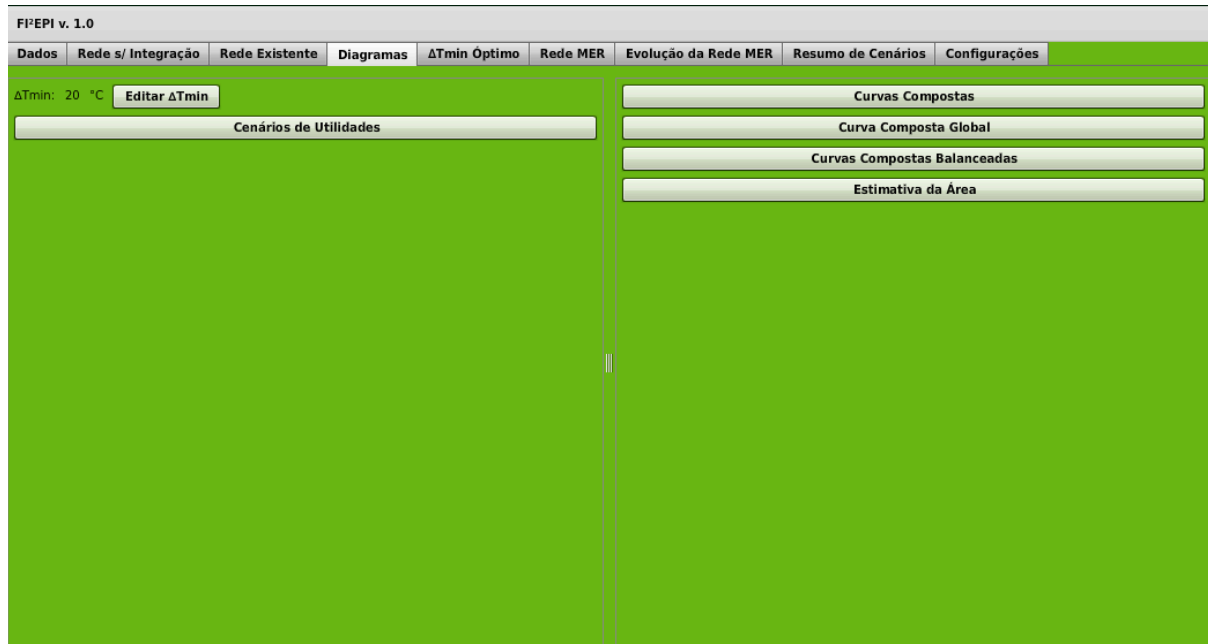 FI²EPI v. 1.0
Dados Rede s/ Integração Rede Existente Diagramas ΔTmin Óptimo Rede MER Evolução da Rede MER Resumo de Cenários Configurações
ΔTmin: 20 °C Editar ΔTmin
Cenários de Utilidades
Curvas Compostas
Curva Composta Global
Curvas Compostas Balanceadas
Estimativa da Área